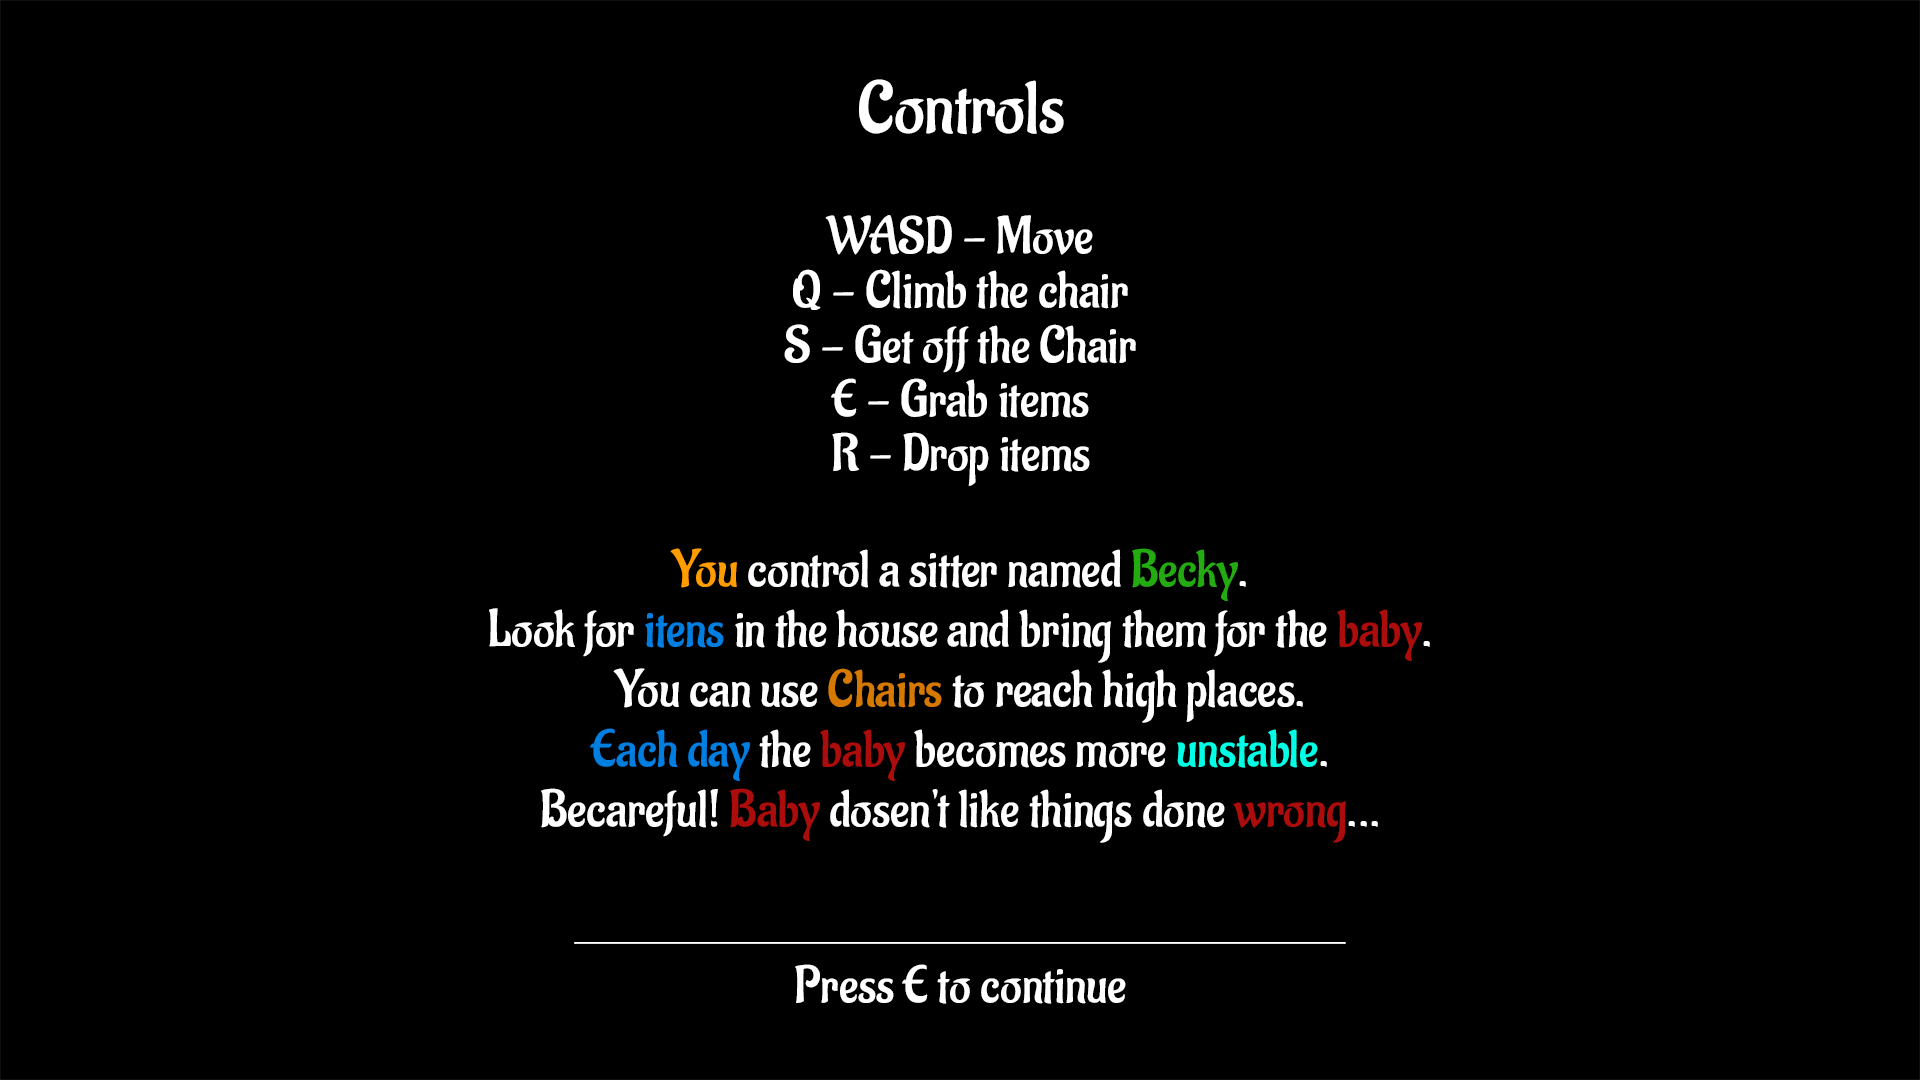 Controls
WASD – Move
Q – Climb the chair
S – Get off the Chair
E – Grab items
R – Drop items
You control a sitter named Becky.
Look for itens in the house and bring them for the baby.
You can use Chairs to reach high places.
Each day the baby becomes more unstable.
Becareful! Baby dosen't like things done wrong...
Press E to continue